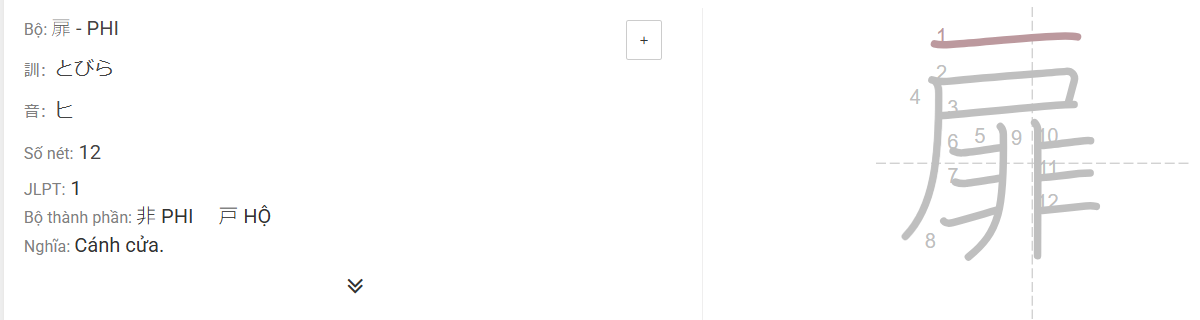 Bộ: 扉 - PHI
+
訓: とびら
音: ヒ
Số nét: 12
JLPT: 1
Bộ thành phần: 非 PHI 戸 HỘ
Nghĩa: Cánh cửa.
扉
1
2
4
3
6 5 9 10
7 11
12
8